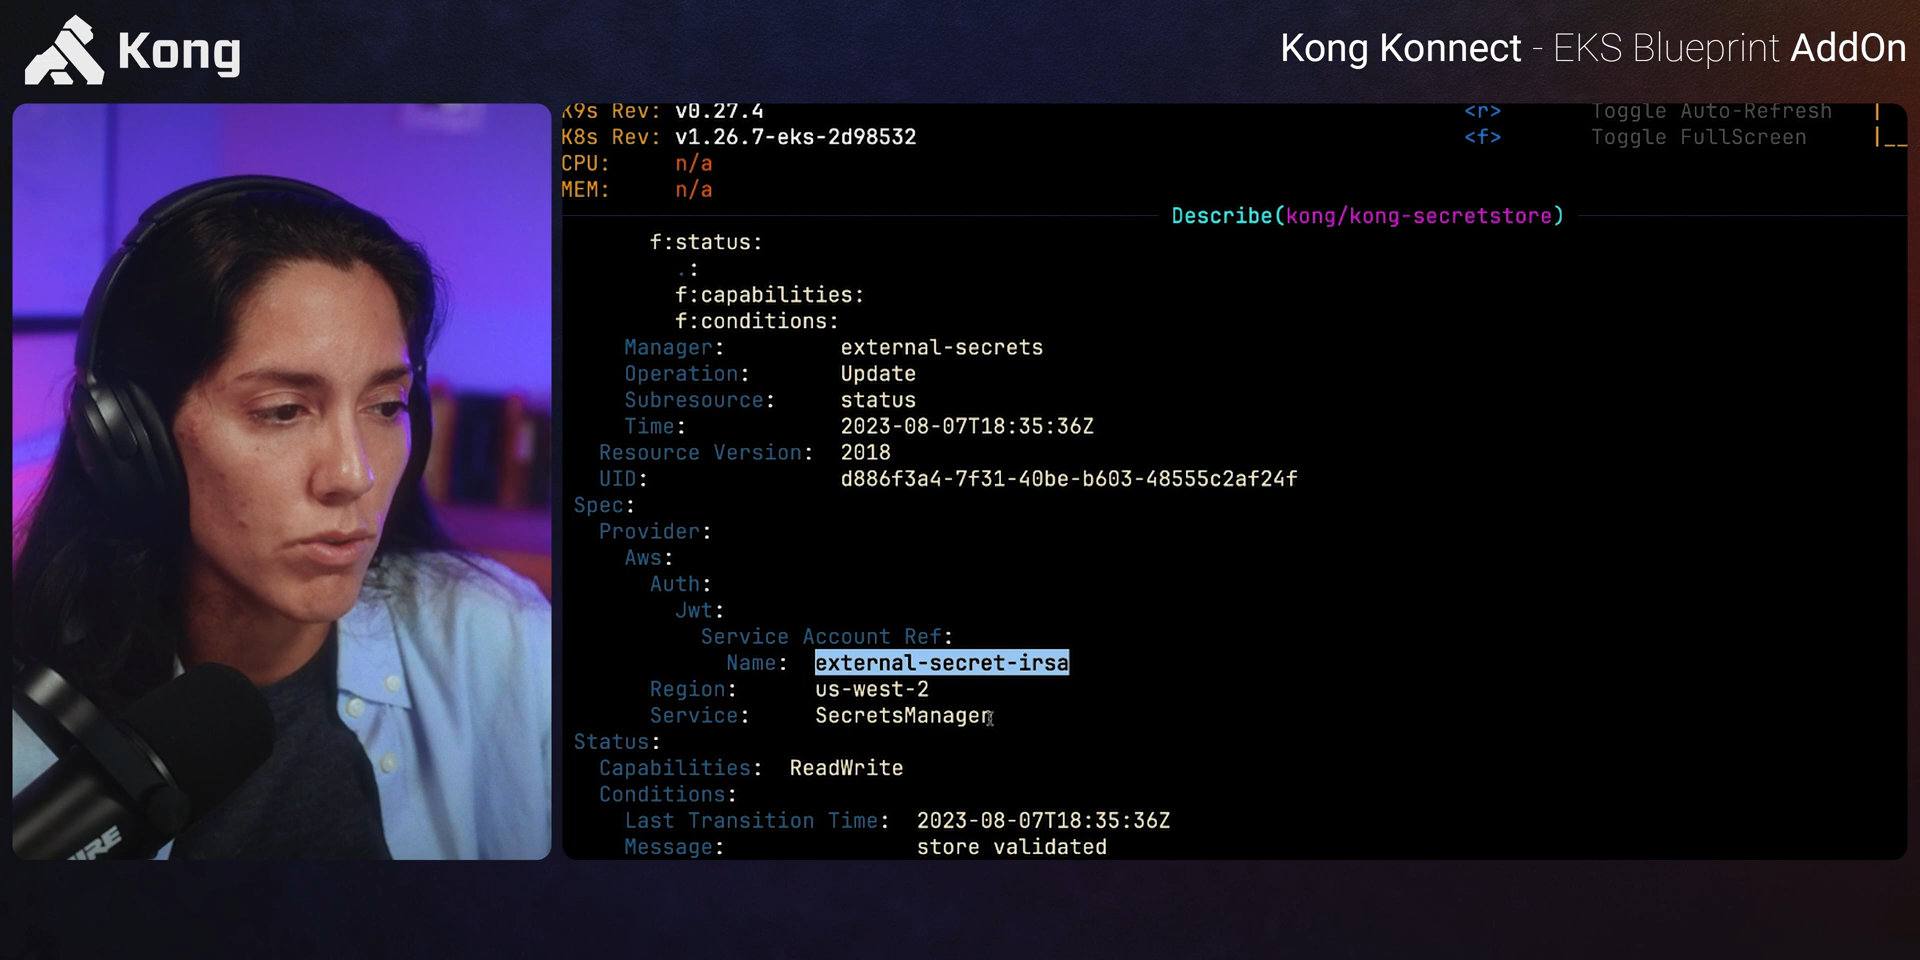 Kong
Kong Konnect - EKS Blueprint AddOn
K9s Rev: v0.27.4 <r> Toggle Auto-Refresh
K8s Rev: v1.26.7-eks-2d98532 <f> Toggle FullScreen
CPU: n/a
MEM: n/a
Describe(kong/kong-secretstore)
f:status:
.:
f:capabilities:
f:conditions:
Manager: external-secrets
Operation: Update
Subresource: status
Time: 2023-08-07T18:35:36Z
Resource Version: 2018
UID: d886f3a4-7f31-40be-b603-48555c2af24f
Spec:
Provider:
Aws:
Auth:
Jwt:
Service Account Ref:
Name: external-secret-irsa
Region: us-west-2
Service: SecretsManager
Status:
Capabilities: ReadWrite
Conditions:
Last Transition Time: 2023-08-07T18:35:36Z
Message: store validated